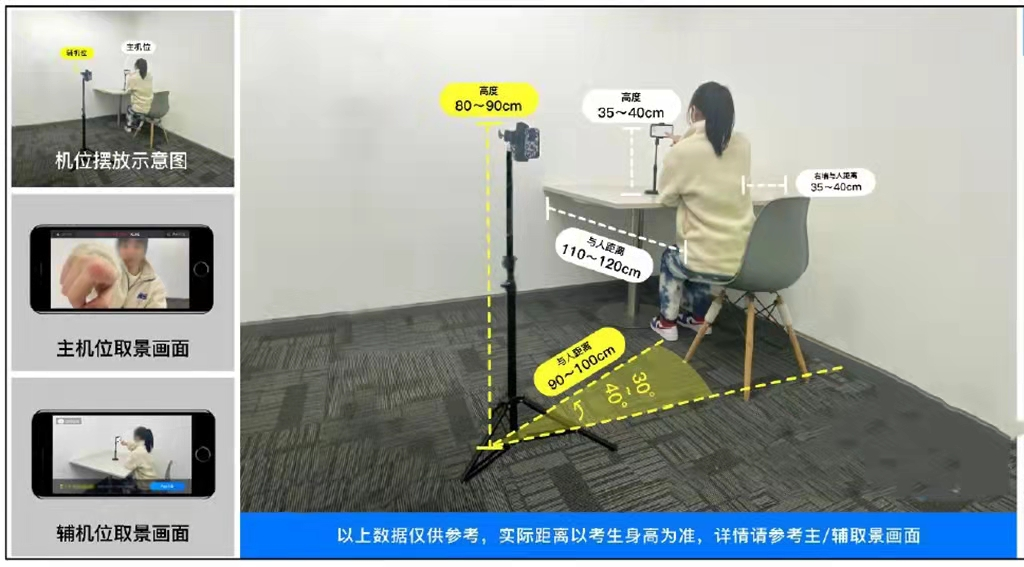 辅机位
主机位
机位摆放示意图
主机位取景画面
辅机位取景画面
高度
80～90cm
高度
35～40cm
右墙与人距离
35～40cm
与人距离
110～120cm
与人距离
90～100cm
30°
~
40°
以上数据仅供参考，实际距离以考生身高为准，详情请参考主/辅取景画面